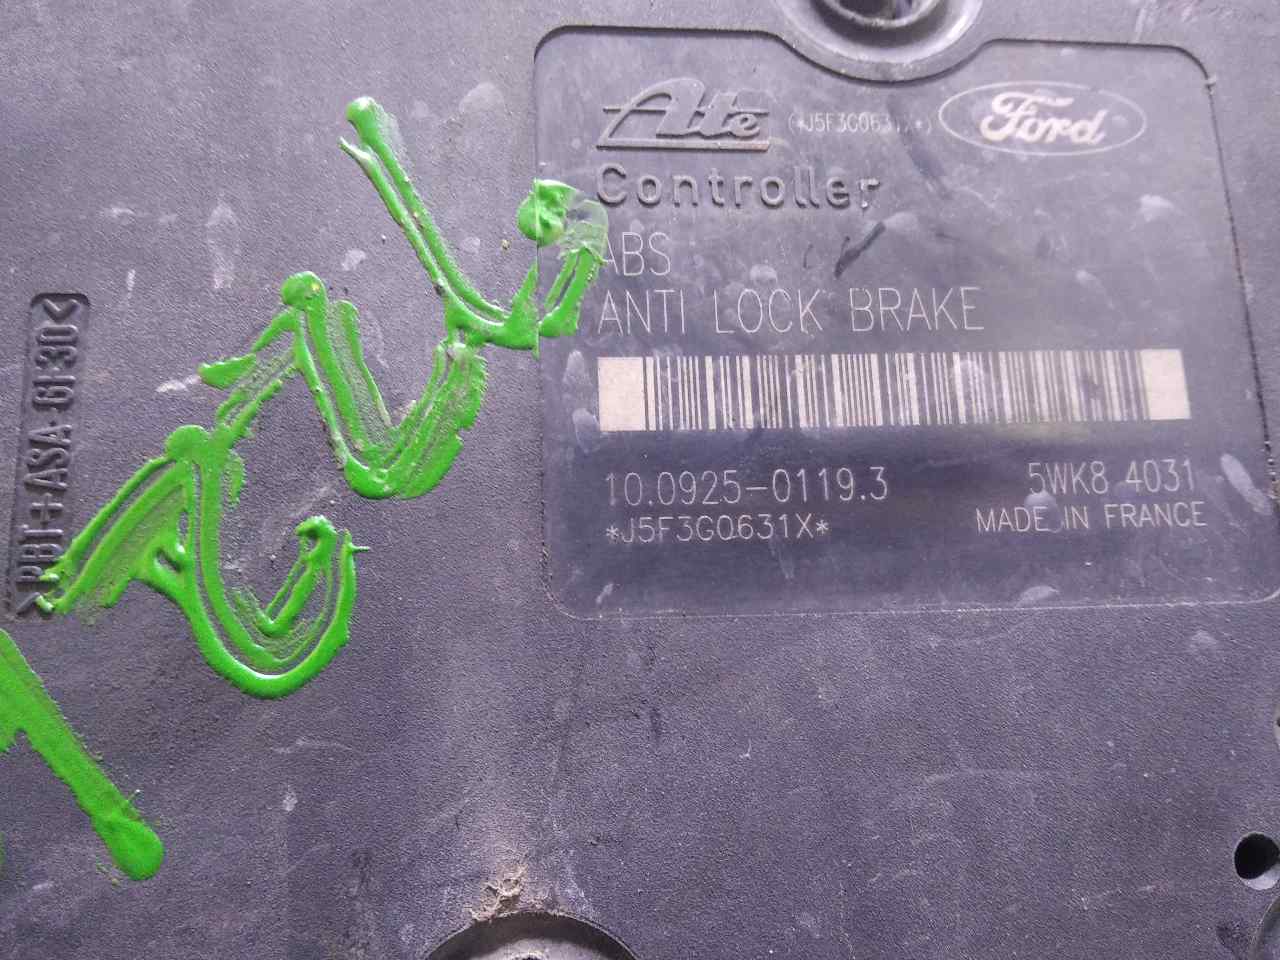 Ate (*J5F3G0631X*) Ford
Controller
ABS
ANTI LOCK BRAKE
10.0925-0119.3 5WK8 4031
*J5F3G0631X* MADE IN FRANCE
>PBT+ASA-GF30<